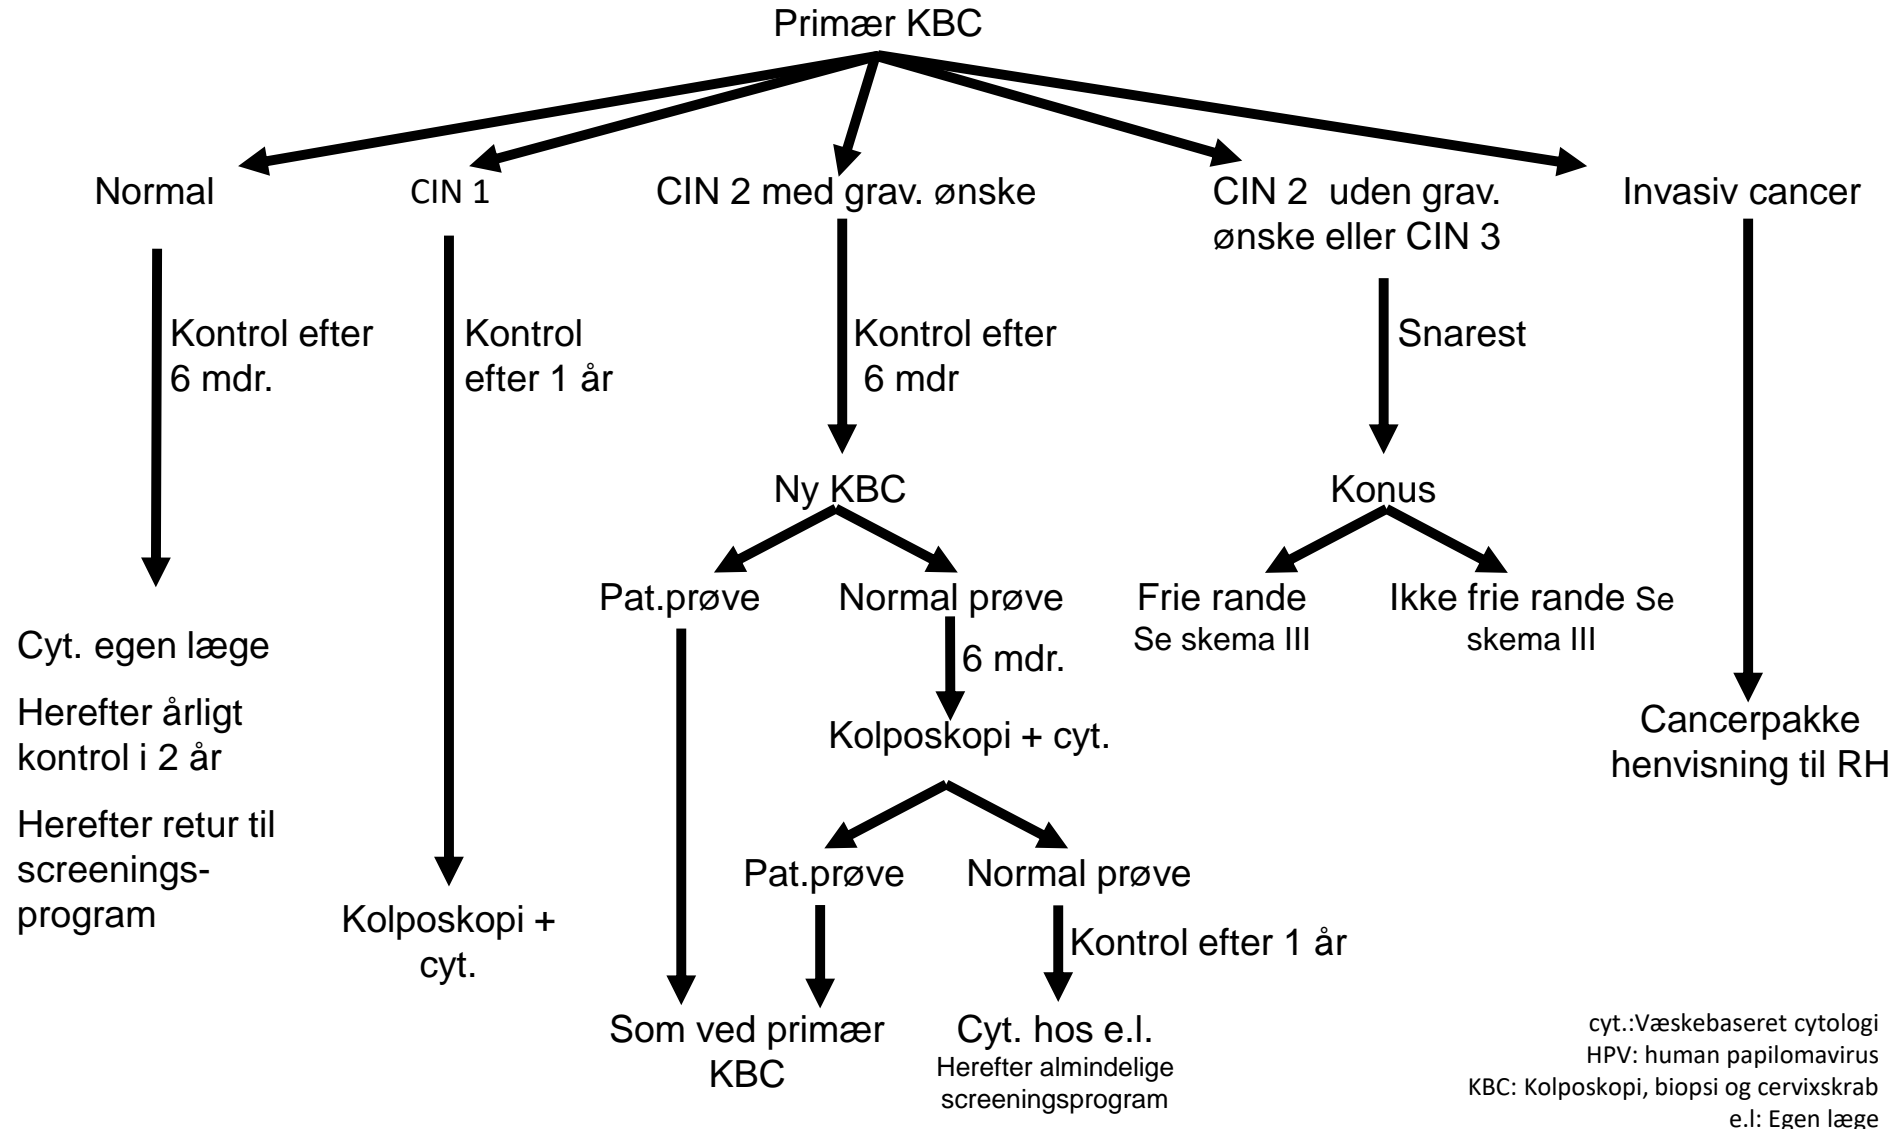 Primær KBC
Normal
CIN 1
CIN 2 med grav. ønske
CIN 2  uden grav.
ønske eller CIN 3
Invasiv cancer
Kontrol efter
6 mdr.
Kontrol
efter 1 år
Kontrol efter
6 mdr
Snarest
Ny KBC
Konus
Pat.prøve
Normal prøve
Frie rande
Se skema III
Ikke frie rande Se
skema III
Cyt. egen læge
Herefter årligt
kontrol i 2 år
Herefter retur til
screenings-
program
6 mdr.
Kolposkopi + cyt.
Cancerpakke
henvisning til RH
Pat.prøve
Normal prøve
Kolposkopi +
cyt.
Kontrol efter 1 år
Som ved primær
KBC
Cyt. hos e.l.
Herefter almindelige
screeningsprogram
cyt.:Væskebaseret cytologi
HPV: human papilomavirus
KBC: Kolposkopi, biopsi og cervixskrab
e.l: Egen læge